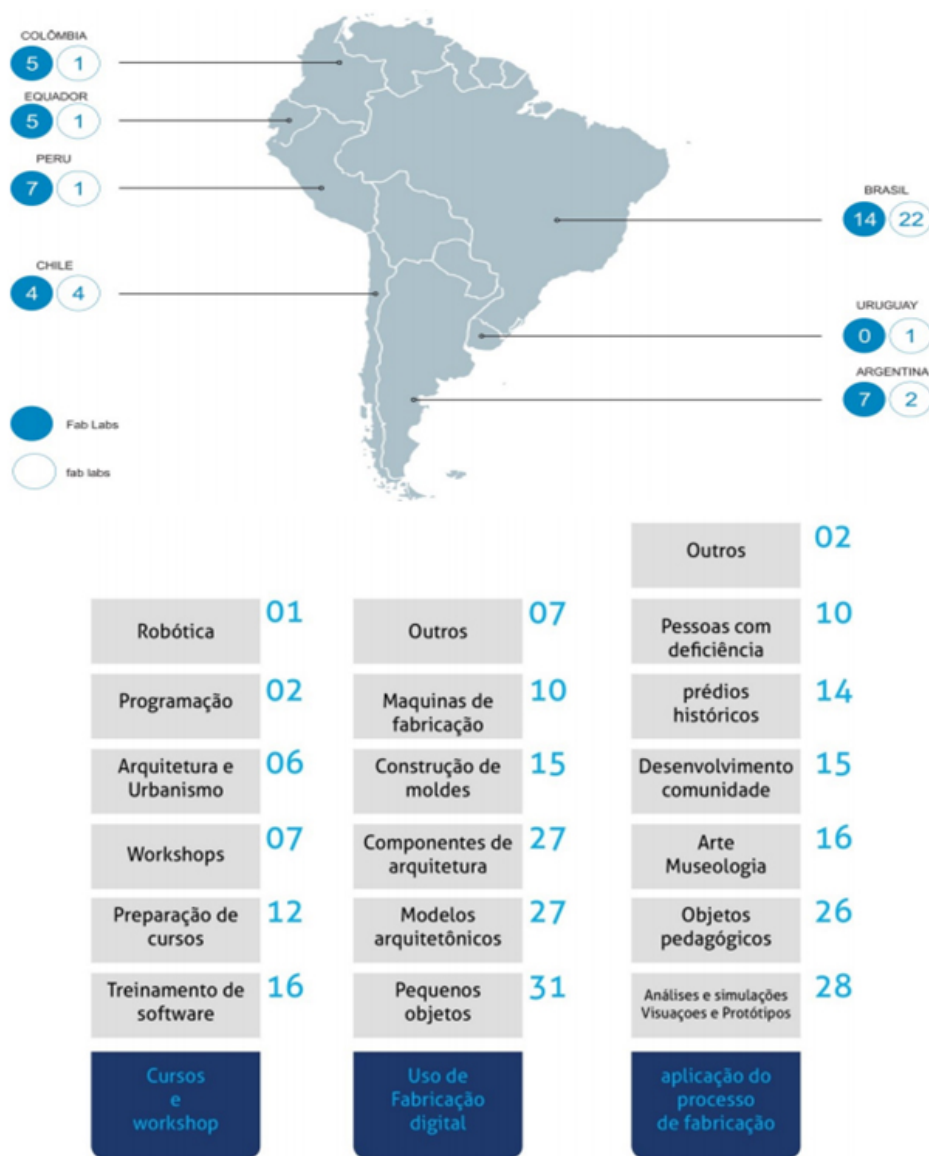 COLÔMBIA
5 1
EQUADOR
5 1
PERU
7 1
CHILE
4 4
BRASIL
14 22
URUGUAY
0 1
ARGENTINA
7 2
Fab Labs
fab labs
Robótica
01
Programação
02
Arquitetura e
Urbanismo
06
Workshops
07
Preparação de
cursos
12
Treinamento de
software
16
Cursos
e
workshop
Outros
07
Maquinas de
fabricação
10
Construção de
moldes
15
Componentes de
arquitetura
27
Modelos
arquitetônicos
27
Pequenos
objetos
31
Uso de
Fabricação
digital
Outros
02
Pessoas com
deficiência
10
prédios
históricos
14
Desenvolvimento
comunidade
15
Arte
Museologia
16
Objetos
pedagógicos
26
Análises e simulações
Visuaçoes e Protótipos
28
aplicação do
processo
de fabricação